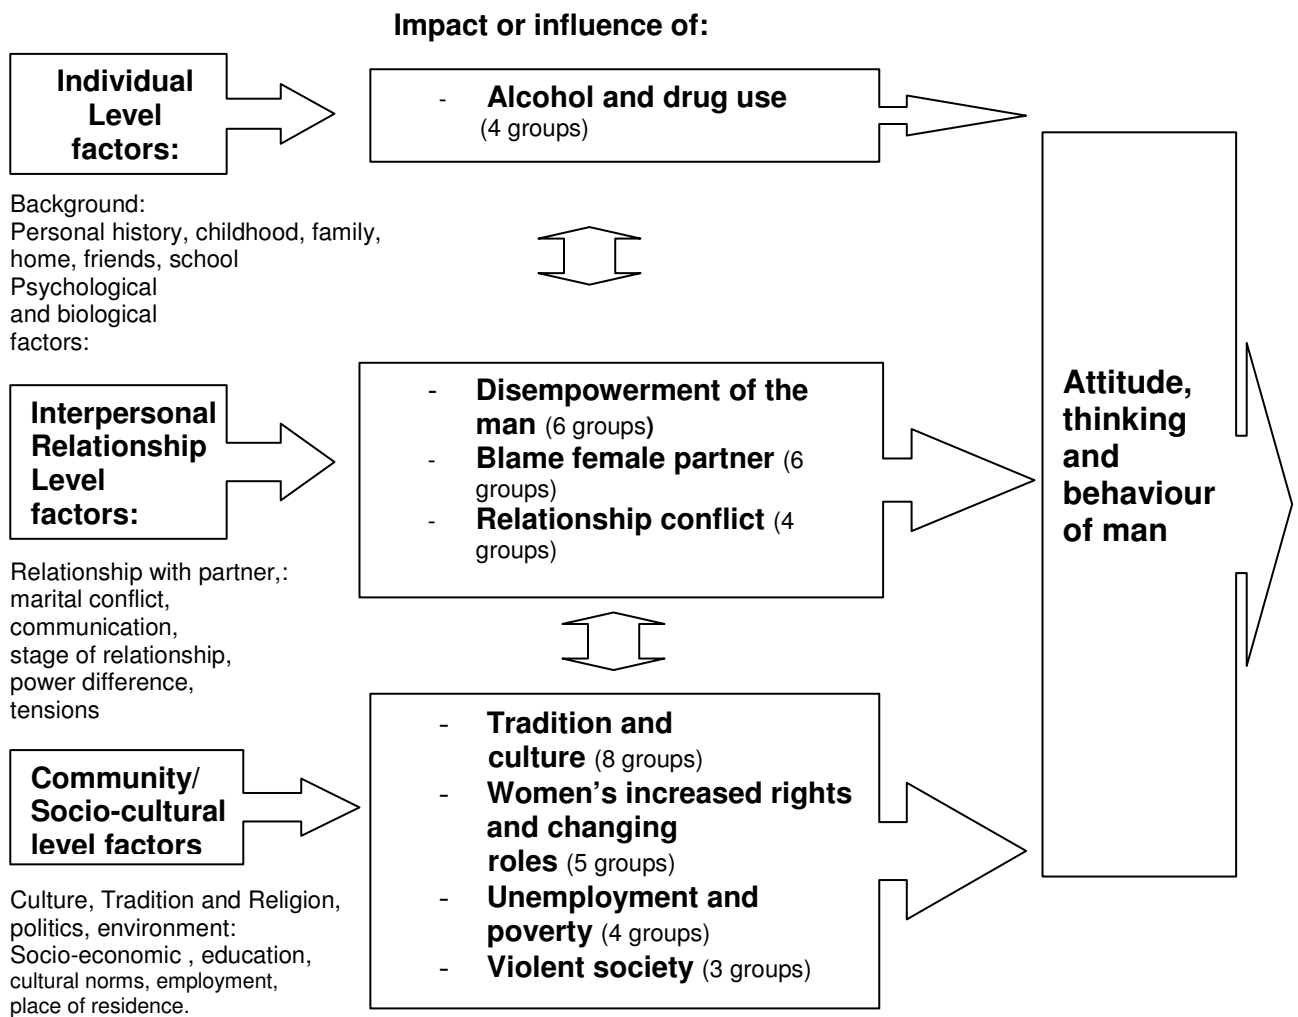 Impact or influence of:
Individual
Level
factors:
- Alcohol and drug use
(4 groups)
Background:
Personal history, childhood, family,
home, friends, school
Psychological
and biological
factors:
Interpersonal
Relationship
Level
factors:
- Disempowerment of the
man (6 groups)
- Blame female partner (6
groups)
- Relationship conflict (4
groups)
Relationship with partner,:
marital conflict,
communication,
stage of relationship,
power difference,
tensions
Community/
Socio-cultural
level factors
- Tradition and
culture (8 groups)
- Women's increased rights
and changing
roles (5 groups)
- Unemployment and
poverty (4 groups)
- Violent society (3 groups)
Culture, Tradition and Religion,
politics, environment:
Socio-economic , education,
cultural norms, employment,
place of residence.
Attitude,
thinking
and
behaviour
of man